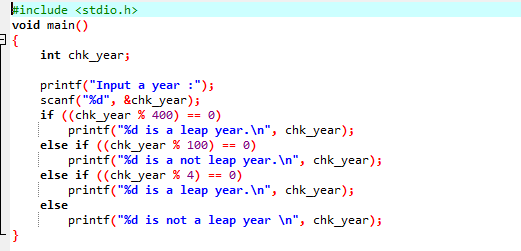 #include <stdio.h>
void main()
{
    int chk_year;

    printf("Input a year :");
    scanf("%d", &chk_year);
    if ((chk_year % 400) == 0)
        printf("%d is a leap year.\n", chk_year);
    else if ((chk_year % 100) == 0)
        printf("%d is a not leap year.\n", chk_year);
    else if ((chk_year % 4) == 0)
        printf("%d is a leap year.\n", chk_year);
    else
        printf("%d is not a leap year \n", chk_year);
}